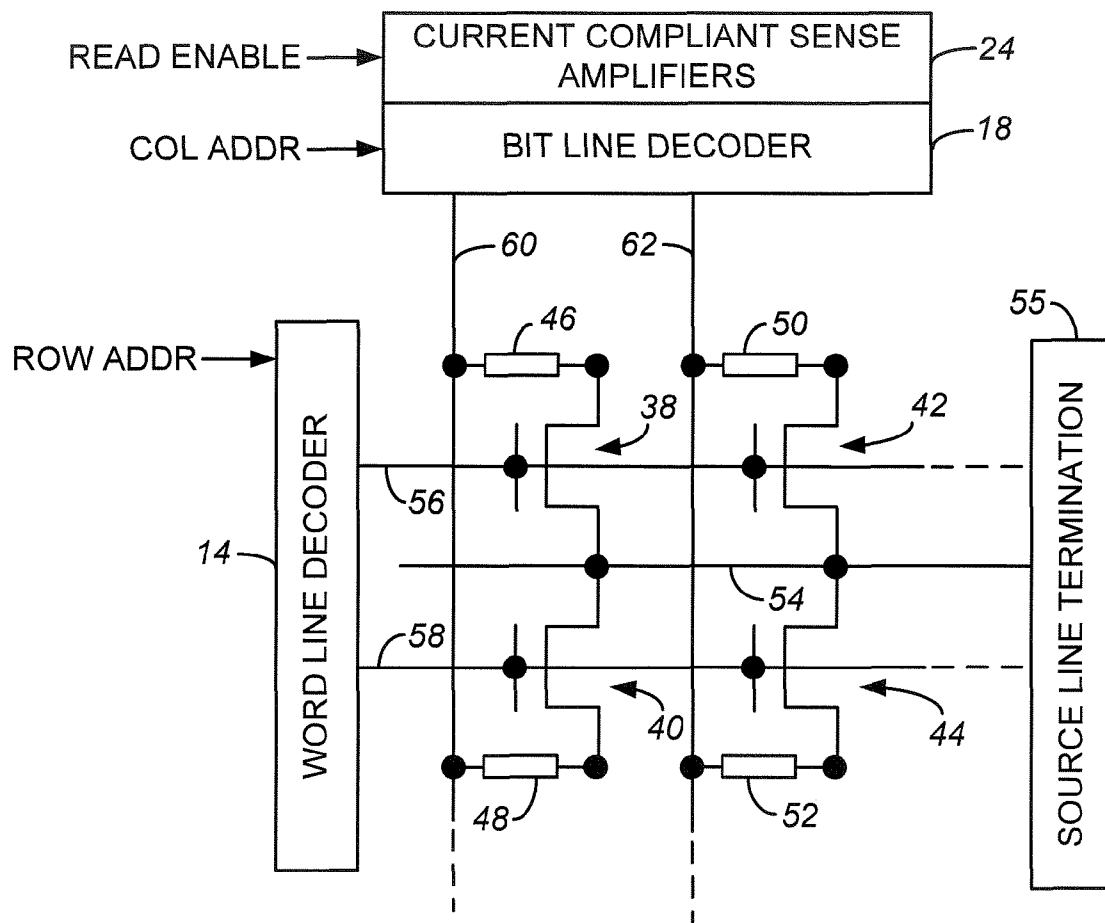 CURRENT COMPLIANT SENSE
AMPLIFIERS
READ ENABLE
24
BIT LINE DECODER
COL ADDR
18
60
62
46
50
55
ROW ADDR
38
42
56
14
54
58
40
44
48
52
WORD LINE DECODER
SOURCE LINE TERMINATION